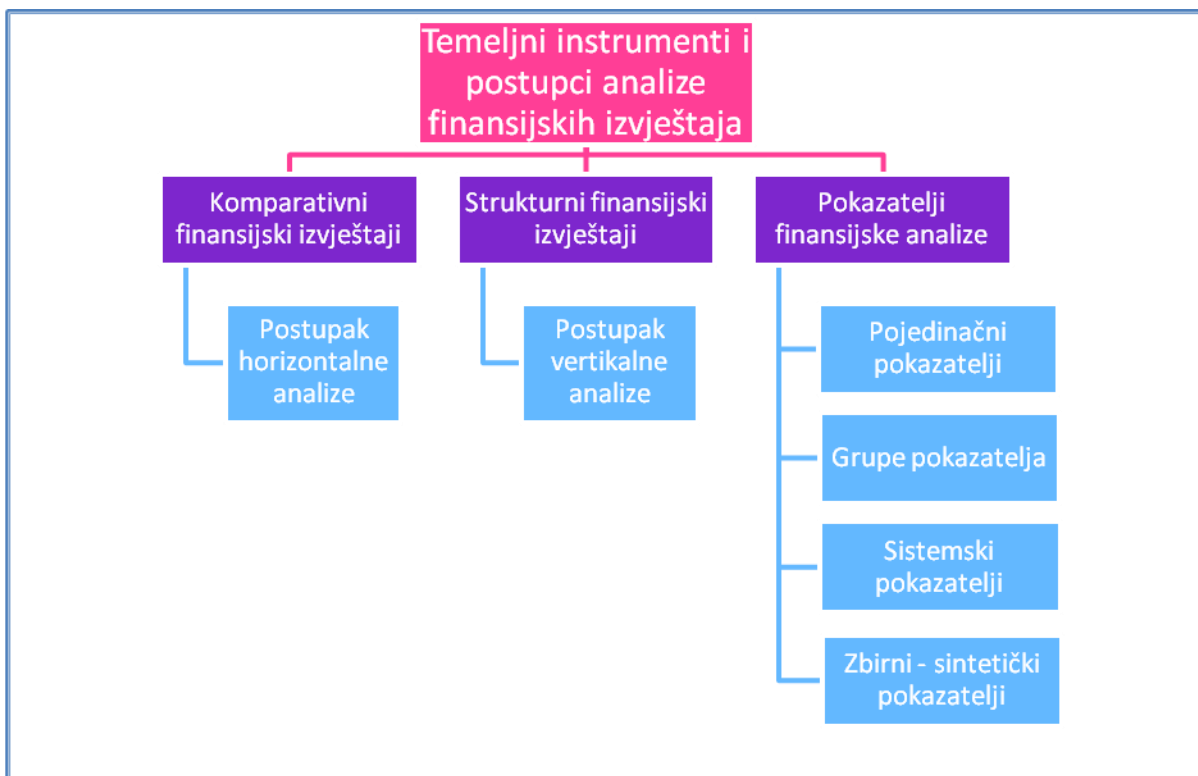 Temeljni instrumenti i
postupci analize
finansijskih izvještaja
Komparativni
finansijski izvještaji
Strukturni finansijski
izvještaji
Pokazatelji
finansijske analize
Postupak
horizontalne
analize
Postupak
vertikalne
analize
Pojedinačni
pokazatelji
Grupe pokazatelja
Sistemski
pokazatelji
Zbirni - sintetički
pokazatelji